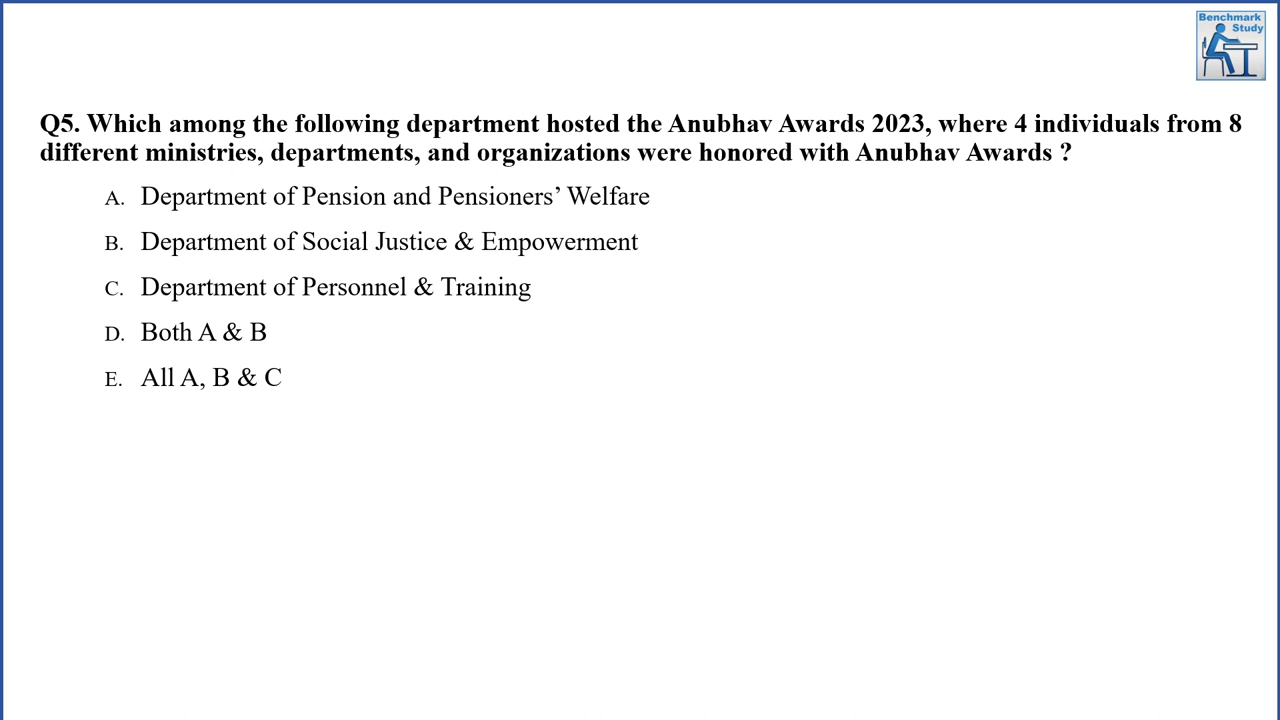 Benchmark
Study
Q5. Which among the following department hosted the Anubhav Awards 2023, where 4 individuals from 8
different ministries, departments, and organizations were honored with Anubhav Awards ?
A. Department of Pension and Pensioners’ Welfare
B. Department of Social Justice & Empowerment
C. Department of Personnel & Training
D. Both A & B
E. All A, B & C